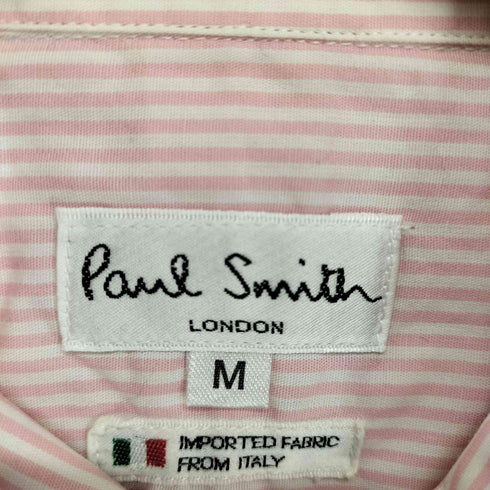 Paul Smith
LONDON
M
IMPORTED FABRIC
FROM ITALY